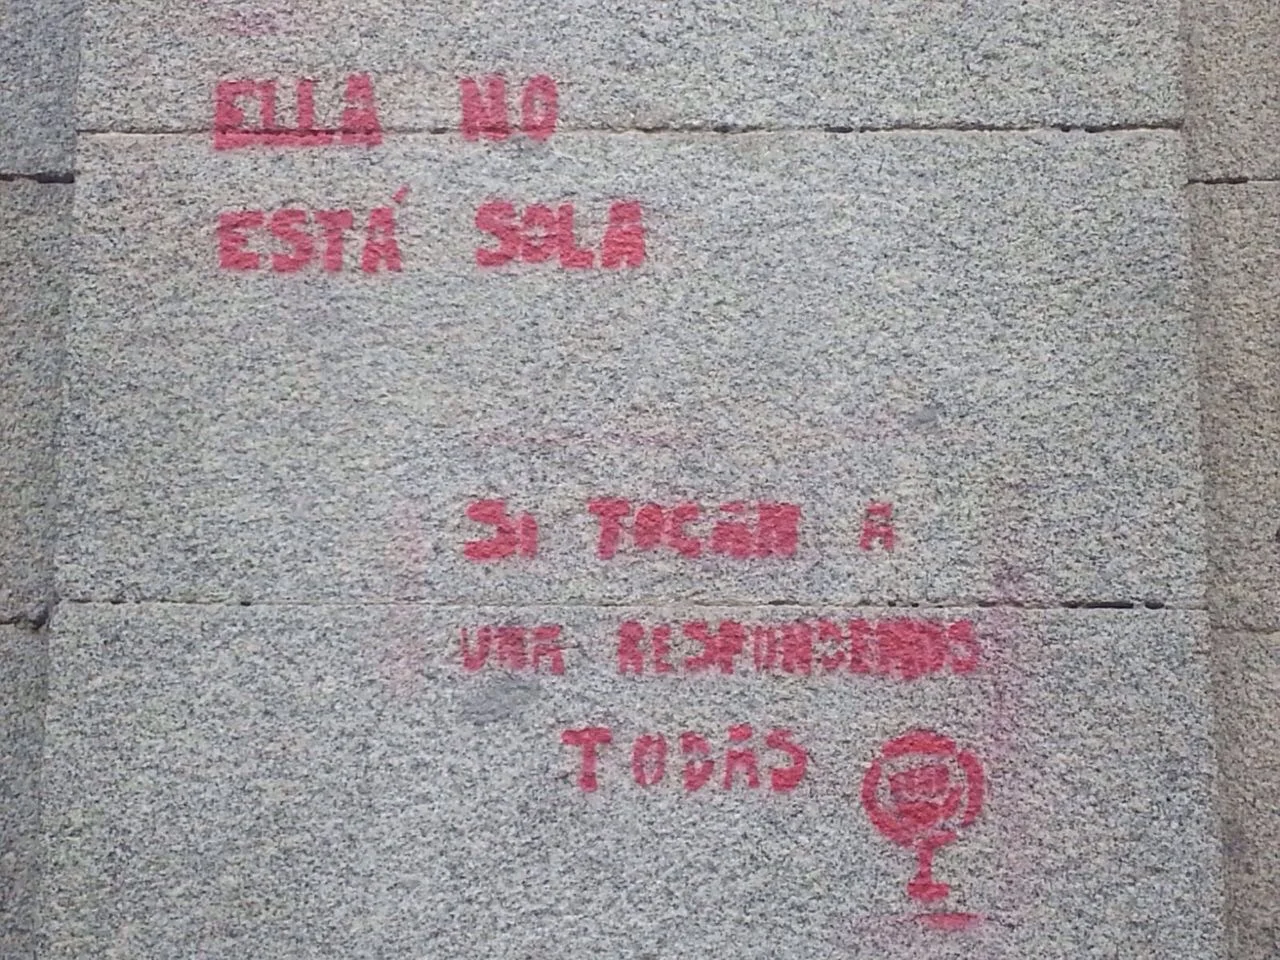 ELLA NO
ESTÁ SOLA
SI TOCAN A
UNA RESPONDEMOS
TODAS